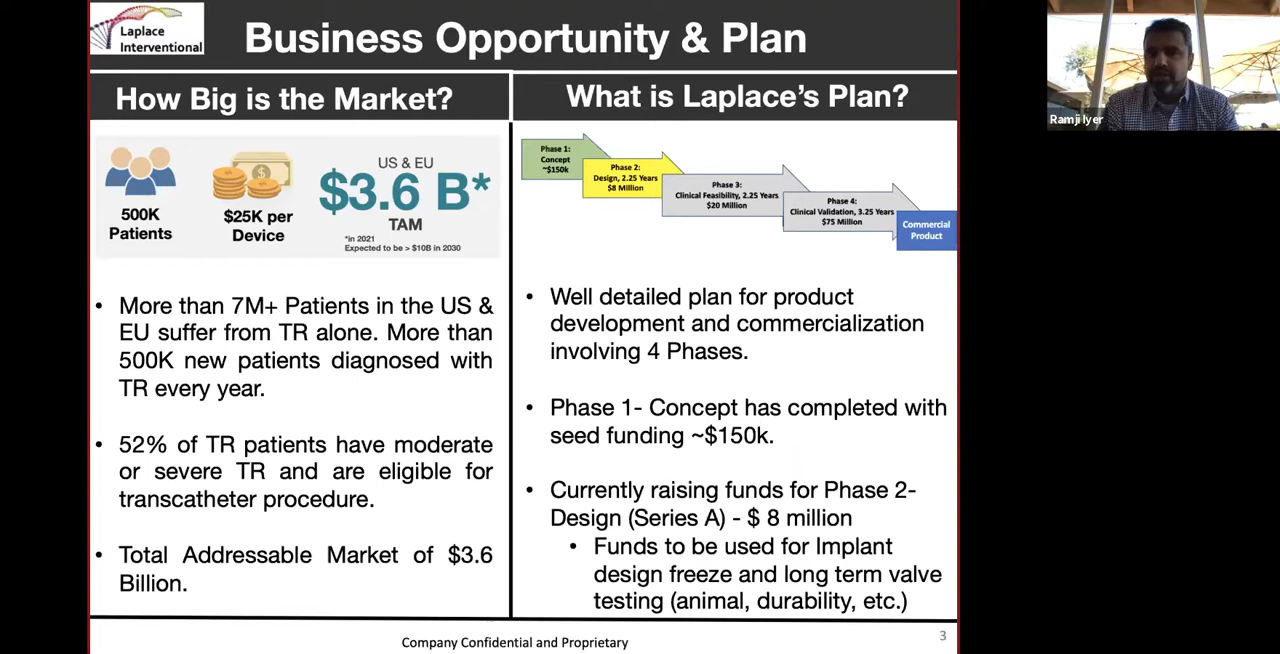 Laplace
Interventional
Business Opportunity & Plan
How Big is the Market?
500K
Patients
$25K per
Device
US & EU
$3.6 B*
TAM
*in 2021
Expected to be > $10B in 2030
• More than 7M+ Patients in the US &
EU suffer from TR alone. More than
500K new patients diagnosed with
TR every year.
• 52% of TR patients have moderate
or severe TR and are eligible for
transcatheter procedure.
• Total Addressable Market of $3.6
Billion.
What is Laplace's Plan?
Phase 1:
Concept
~$150k
Phase 2:
Design, 2.25 Years
$8 Million
Phase 3:
Clinical Feasibility, 2.25 Years
$20 Million
Phase 4:
Clinical Validation, 3.25 Years
$75 Million
Commercial
Product
• Well detailed plan for product
development and commercialization
involving 4 Phases.
• Phase 1- Concept has completed with
seed funding ~$150k.
• Currently raising funds for Phase 2-
Design (Series A) - $ 8 million
• Funds to be used for Implant
design freeze and long term valve
testing (animal, durability, etc.)
Company Confidential and Proprietary
3
Ramji Iyer